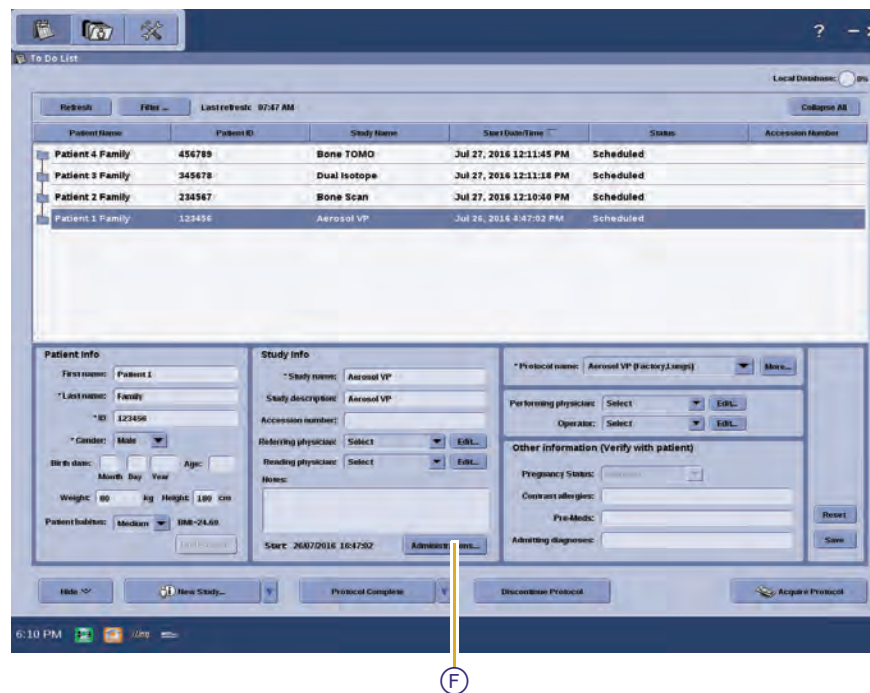 ?
To Do List
Local Database: 0%
Refresh Filter ... Last refresh: 07:47 AM Collapse All
Patient Name Patient ID Study Name Start Date/Time Status Accession Number
Patient 4 Family 456789 Bone TOMO Jul 27, 2016 12:11:45 PM Scheduled
Patient 3 Family 345678 Dual Isotope Jul 27, 2016 12:11:18 PM Scheduled
Patient 2 Family 234567 Bone Scan Jul 27, 2016 12:10:40 PM Scheduled
Patient 1 Family 123456 Aerosol VP Jul 26, 2016 4:47:02 PM Scheduled
Patient Info
First name: Patient 1
*Last name: Family
*ID 123456
*Gender: Male
Birth date: Age:
Month Day Year
Weight: 80 kg Height: 180 cm
Patient habitus: Medium BMI=24.69
Study Info
*Study name: Aerosol VP
Study description: Aerosol VP
Accession number:
Referring physician: Select Edit...
Reading physician: Select Edit...
Notes:
Start: 26/07/2016 16:47:02 Administrations...
*Protocol name: Aerosol VP (Factory,Lungs) More...
Performing physician: Select Edit...
Operator: Select Edit...
Other information (Verify with patient)
Pregnancy Status:
Contrast allergies:
Pre-Meds:
Admitting diagnoses:
Reset
Save
Hide New Study... Protocol Complete Discontinue Protocol Acquire Protocol
6:10 PM
F